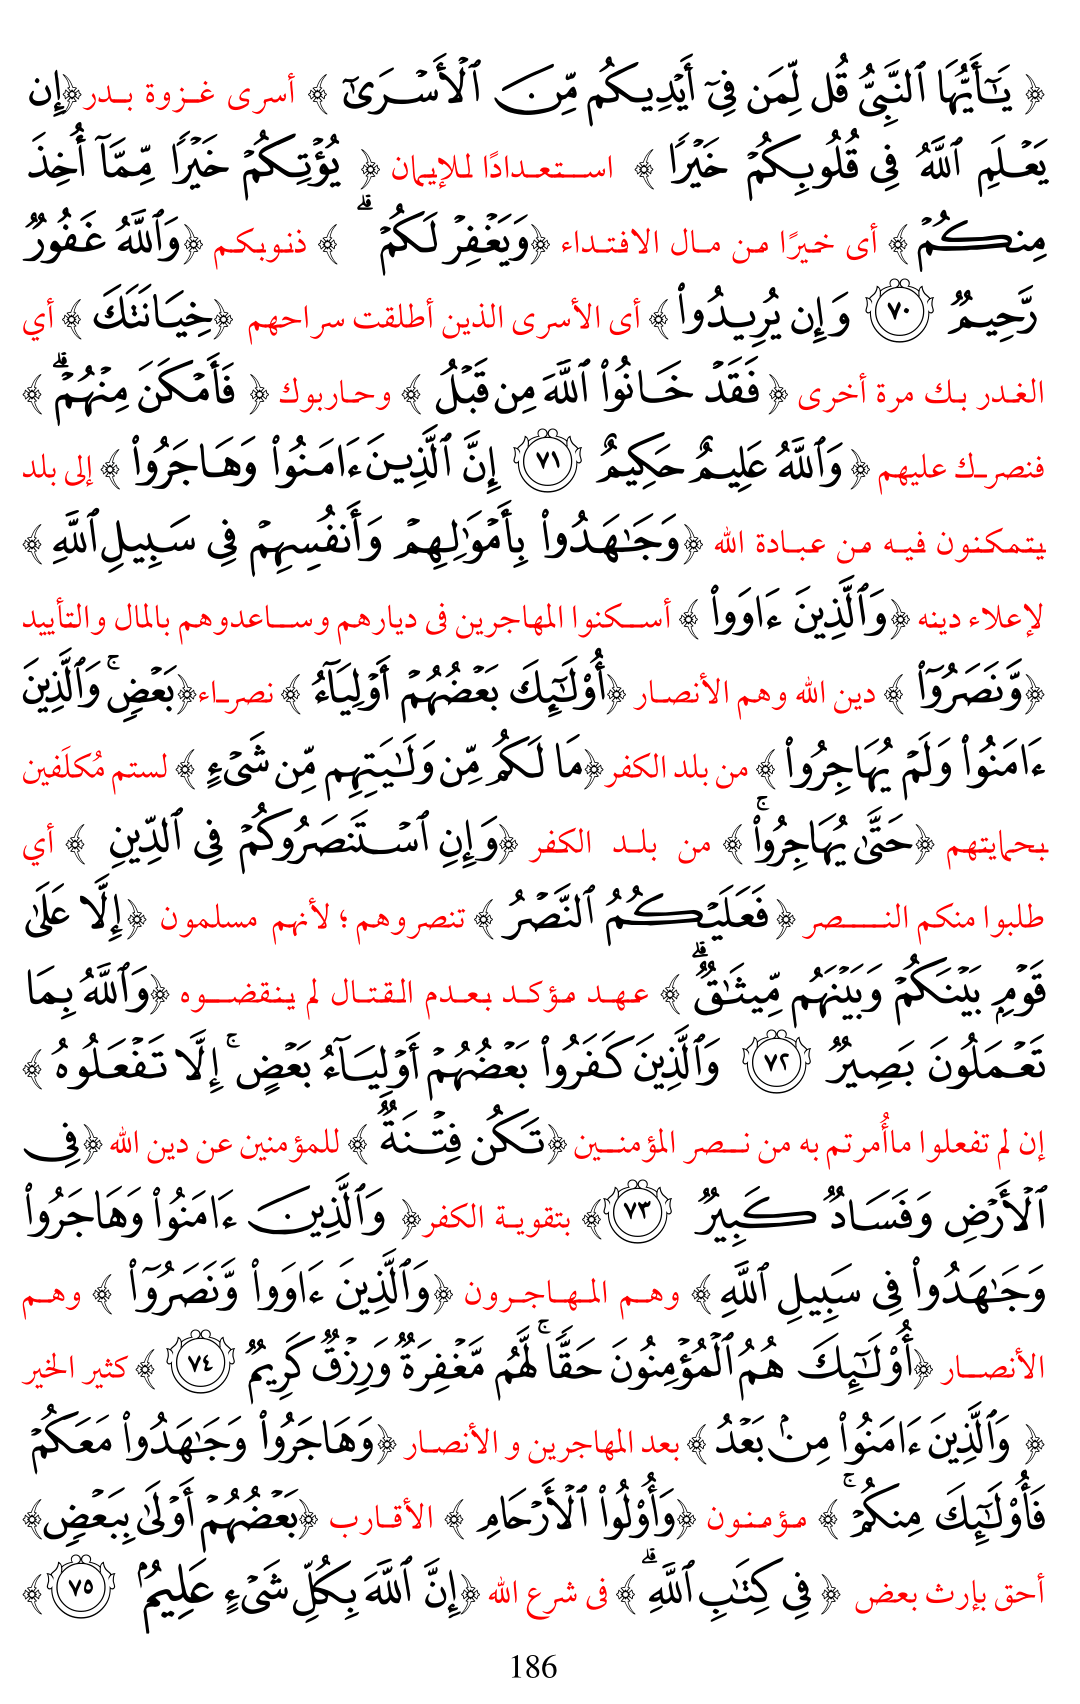 ﴿ يَـٰٓأَيُّهَا ٱلنَّبِىُّ قُل لِّمَن فِىٓ أَيْدِيكُم مِّنَ ٱلْأَسْرَىٰٓ ﴾ أسرى غزوة بدر ﴿إِن
يَعْلَمِ ٱللَّهُ فِى قُلُوبِكُمْ خَيْرًا ﴾ استعدادًا للإيمان ﴿ يُؤْتِكُمْ خَيْرًا مِّمَّآ أُخِذَ
مِنكُمْ ﴾ أى خيرًا من مال الافتداء ﴿وَيَغْفِرْ لَكُمْ ۗ ﴾ ذنوبكم ﴿وَٱللَّهُ غَفُورٌ
رَّحِيمٌ ٧٠ وَإِن يُرِيدُوا۟ ﴾ أى الأسرى الذين أطلقت سراحهم ﴿خِيَانَتَكَ ﴾ أي
الغدر بك مرة أخرى ﴿ فَقَدْ خَانُوا۟ ٱللَّهَ مِن قَبْلُ ﴾ وحاربوك ﴿ فَأَمْكَنَ مِنْهُمْ ۗ ﴾
فنصرك عليهم ﴿ وَٱللَّهُ عَلِيمٌ حَكِيمٌ ٧١ إِنَّ ٱلَّذِينَ ءَامَنُوا۟ وَهَاجَرُوا۟ ﴾ إلى بلد
يتمكنون فيه من عبادة الله ﴿وَجَـٰهَدُوا۟ بِأَمْوَٰلِهِمْ وَأَنفُسِهِمْ فِى سَبِيلِ ٱللَّهِ ﴾
لإعلاء دينه ﴿وَٱلَّذِينَ ءَاوَوا۟ ﴾ أسكنوا المهاجرين فى ديارهم وساعدوهم بالمال والتأييد
﴿وَّنَصَرُوٓا۟ ﴾ دين الله وهم الأنصار ﴿أُو۟لَـٰٓئِكَ بَعْضُهُمْ أَوْلِيَآءُ ﴾ نصراء ﴿بَعْضٍ ۚ وَٱلَّذِينَ
ءَامَنُوا۟ وَلَمْ يُهَاجِرُوا۟ ﴾ من بلد الكفر ﴿مَا لَكُم مِّن وَلَـٰيَتِهِم مِّن شَىْءٍ ﴾ لستم مُكلَفين
بحمايتهم ﴿حَتَّىٰ يُهَاجِرُوا۟ ۚ ﴾ من بلد الكفر ﴿وَإِنِ ٱسْتَنصَرُوكُمْ فِى ٱلدِّينِ ﴾ أي
طلبوا منكم النصر ﴿ فَعَلَيْكُمُ ٱلنَّصْرُ ﴾ تنصروهم ؛ لأنهم مسلمون ﴿إِلَّا عَلَىٰ
قَوْمٍۭ بَيْنَكُمْ وَبَيْنَهُم مِّيثَـٰقٌ ۗ ﴾ عهد مؤكد بعدم القتال لم ينقضوه ﴿وَٱللَّهُ بِمَا
تَعْمَلُونَ بَصِيرٌ ٧٢ وَٱلَّذِينَ كَفَرُوا۟ بَعْضُهُمْ أَوْلِيَآءُ بَعْضٍ ۚ إِلَّا تَفْعَلُوهُ ﴾
إن لم تفعلوا ماأُمرتم به من نصر المؤمنين ﴿تَكُن فِتْنَةٌ ﴾ للمؤمنين عن دين الله ﴿فِى
ٱلْأَرْضِ وَفَسَادٌ كَبِيرٌ ٧٣ ﴾ بتقوية الكفر ﴿ وَٱلَّذِينَ ءَامَنُوا۟ وَهَاجَرُوا۟
وَجَـٰهَدُوا۟ فِى سَبِيلِ ٱللَّهِ ﴾ وهم المهاجرون ﴿وَٱلَّذِينَ ءَاوَوا۟ وَّنَصَرُوٓا۟ ﴾ وهم
الأنصار ﴿أُو۟لَـٰٓئِكَ هُمُ ٱلْمُؤْمِنُونَ حَقًّا ۚ لَّهُم مَّغْفِرَةٌ وَرِزْقٌ كَرِيمٌ ٧٤ ﴾ كثير الخير
﴿ وَٱلَّذِينَ ءَامَنُوا۟ مِنۢ بَعْدُ ﴾ بعد المهاجرين و الأنصار ﴿وَهَاجَرُوا۟ وَجَـٰهَدُوا۟ مَعَكُمْ
فَأُو۟لَـٰٓئِكَ مِنكُمْ ۚ ﴾ مؤمنون ﴿وَأُو۟لُوا۟ ٱلْأَرْحَامِ ﴾ الأقارب ﴿بَعْضُهُمْ أَوْلَىٰ بِبَعْضٍ﴾
أحق بإرث بعض ﴿ فِى كِتَـٰبِ ٱللَّهِ ۗ ﴾ فى شرع الله ﴿إِنَّ ٱللَّهَ بِكُلِّ شَىْءٍ عَلِيمٌۢ ٧٥ ﴾
186